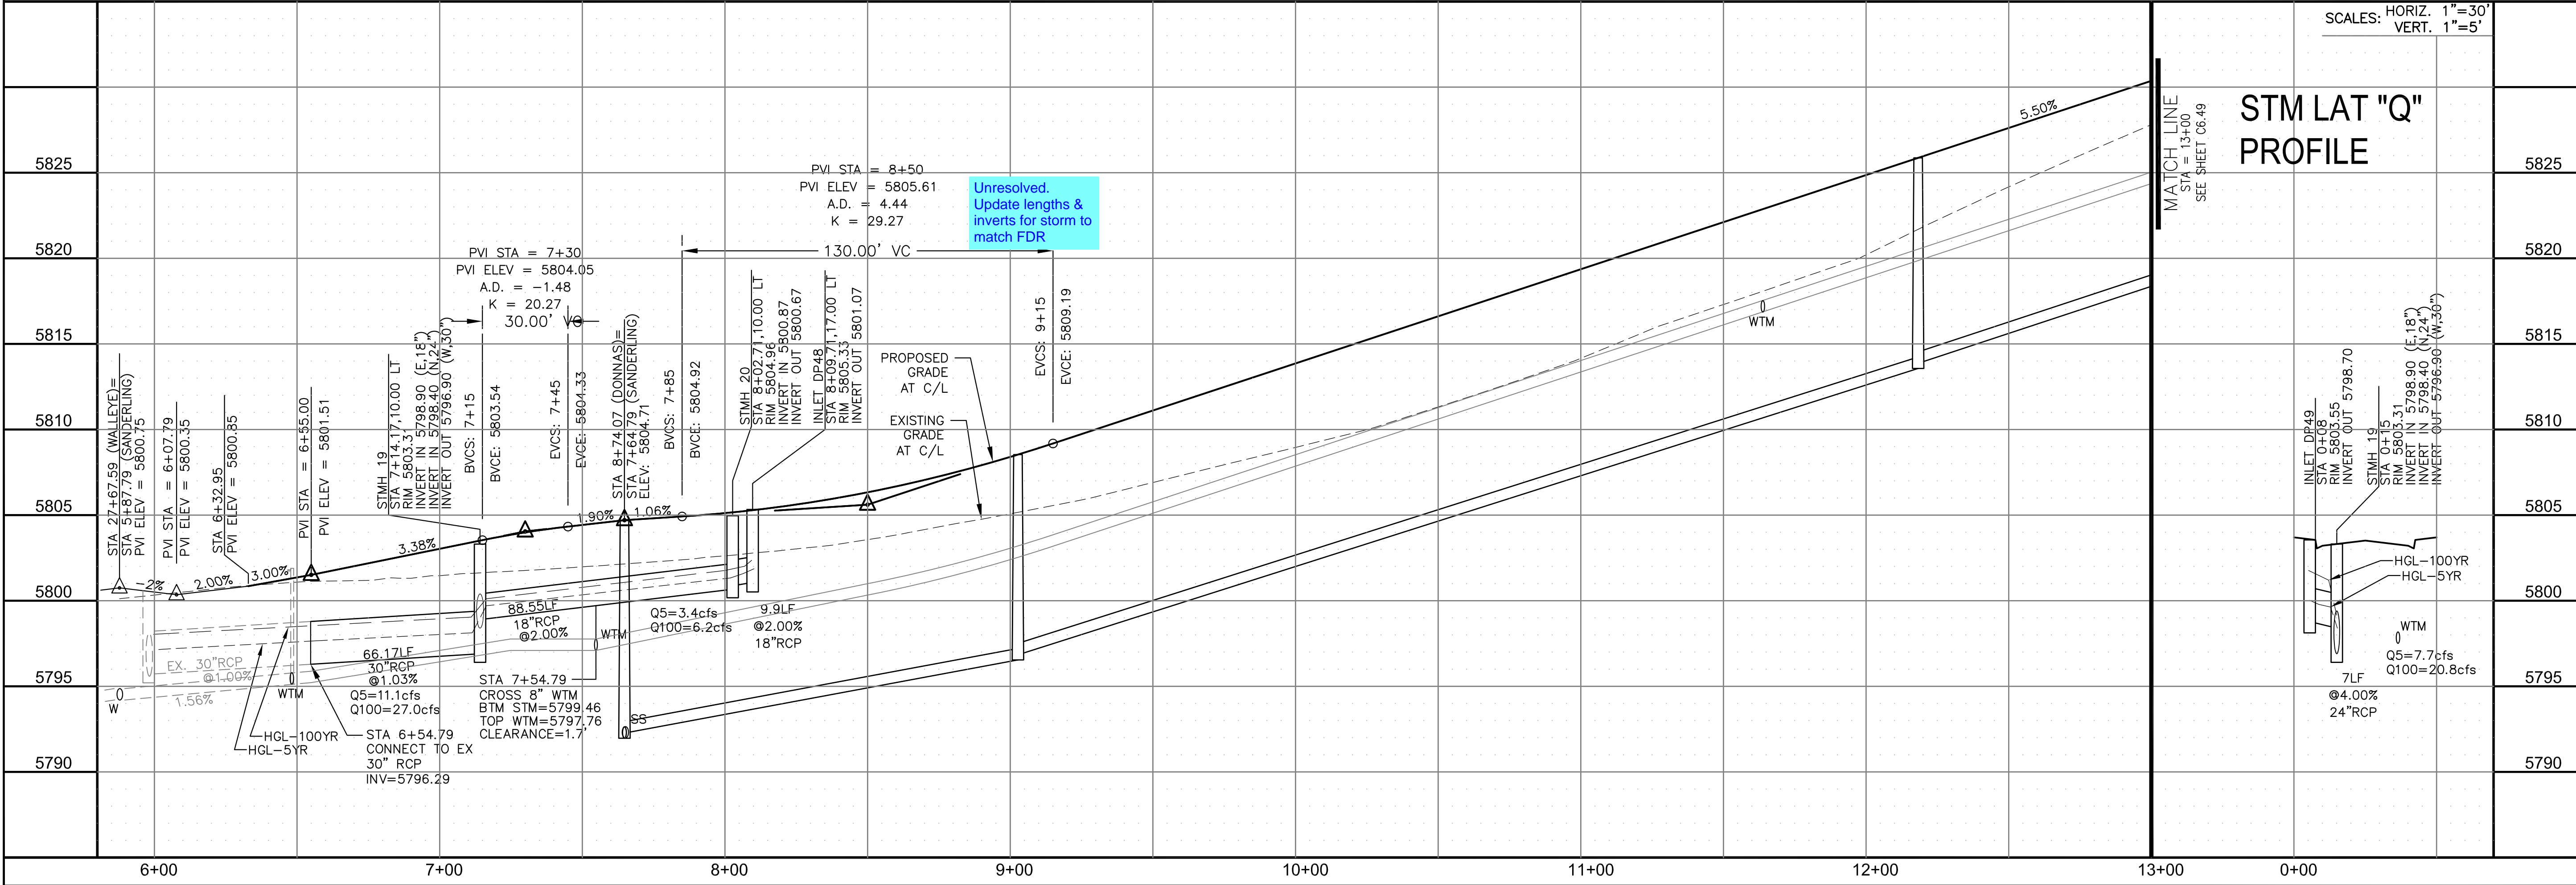 SCALES: HORIZ. 1"=30'
VERT. 1"=5'
STM LAT "Q"
PROFILE
MATCH LINE
STA = 13+00
SEE SHEET C6.49
5825
5820
5815
5810
5805
5800
5795
5790
STA 27+67.59 (WALLEYE)=
STA 5+87.79 (SANDERLING)
PVI ELEV = 5800.75
PVI STA = 6+07.79
PVI ELEV = 5800.35
STA 6+32.95
PVI ELEV = 5800.85
PVI STA = 6+55.00
PVI ELEV = 5801.51
STMH 19
STA 7+14.17,10.00 LT
RIM 5803.31
INVERT IN 5798.90 (E,18")
INVERT IN 5798.40 (N,24")
INVERT OUT 5796.90 (W,30")
PVI STA = 7+30
PVI ELEV = 5804.05
A.D. = -1.48
K = 20.27
30.00' VC
BVCS: 7+15
BVCE: 5803.54
EVCS: 7+45
EVCE: 5804.33
STA 8+74.07 (DONNAS)=
STA 7+64.79 (SANDERLING)
ELEV: 5804.71
PVI STA = 8+50
PVI ELEV = 5805.61
A.D. = 4.44
K = 29.27
130.00' VC
BVCS: 7+85
BVCE: 5804.92
Unresolved.
Update lengths &
inverts for storm to
match FDR
STMH 20
STA 8+02.71,10.00 LT
RIM 5804.96
INVERT IN 5800.87
INVERT OUT 5800.67
INLET DP48
STA 8+09.71,17.00 LT
RIM 5805.33
INVERT OUT 5801.07
EVCS: 9+15
EVCE: 5809.19
PROPOSED
GRADE
AT C/L
EXISTING
GRADE
AT C/L
-2%
2.00%
3.00%
3.38%
1.90%
1.06%
5.50%
EX. 30"RCP
@1.00%
1.56%
W
WTM
HGL-100YR
HGL-5YR
66.17LF
30"RCP
@1.03%
Q5=11.1cfs
Q100=27.0cfs
STA 6+54.79
CONNECT TO EX
30" RCP
INV=5796.29
88.55LF
18"RCP
@2.00%
WTM
STA 7+54.79
CROSS 8" WTM
BTM STM=5799.46
TOP WTM=5797.76
CLEARANCE=1.7'
SS
Q5=3.4cfs
Q100=6.2cfs
9.9LF
@2.00%
18"RCP
WTM
INLET DP49
STA 0+08
RIM 5803.55
INVERT OUT 5798.70
STMH 19
STA 0+15
RIM 5803.31
INVERT IN 5798.90 (E,18")
INVERT IN 5798.40 (N,24")
INVERT OUT 5796.90 (W,30")
HGL-100YR
HGL-5YR
WTM
Q5=7.7cfs
Q100=20.8cfs
7LF
@4.00%
24"RCP
5825
5820
5815
5810
5805
5800
5795
5790
6+00
7+00
8+00
9+00
10+00
11+00
12+00
13+00
0+00